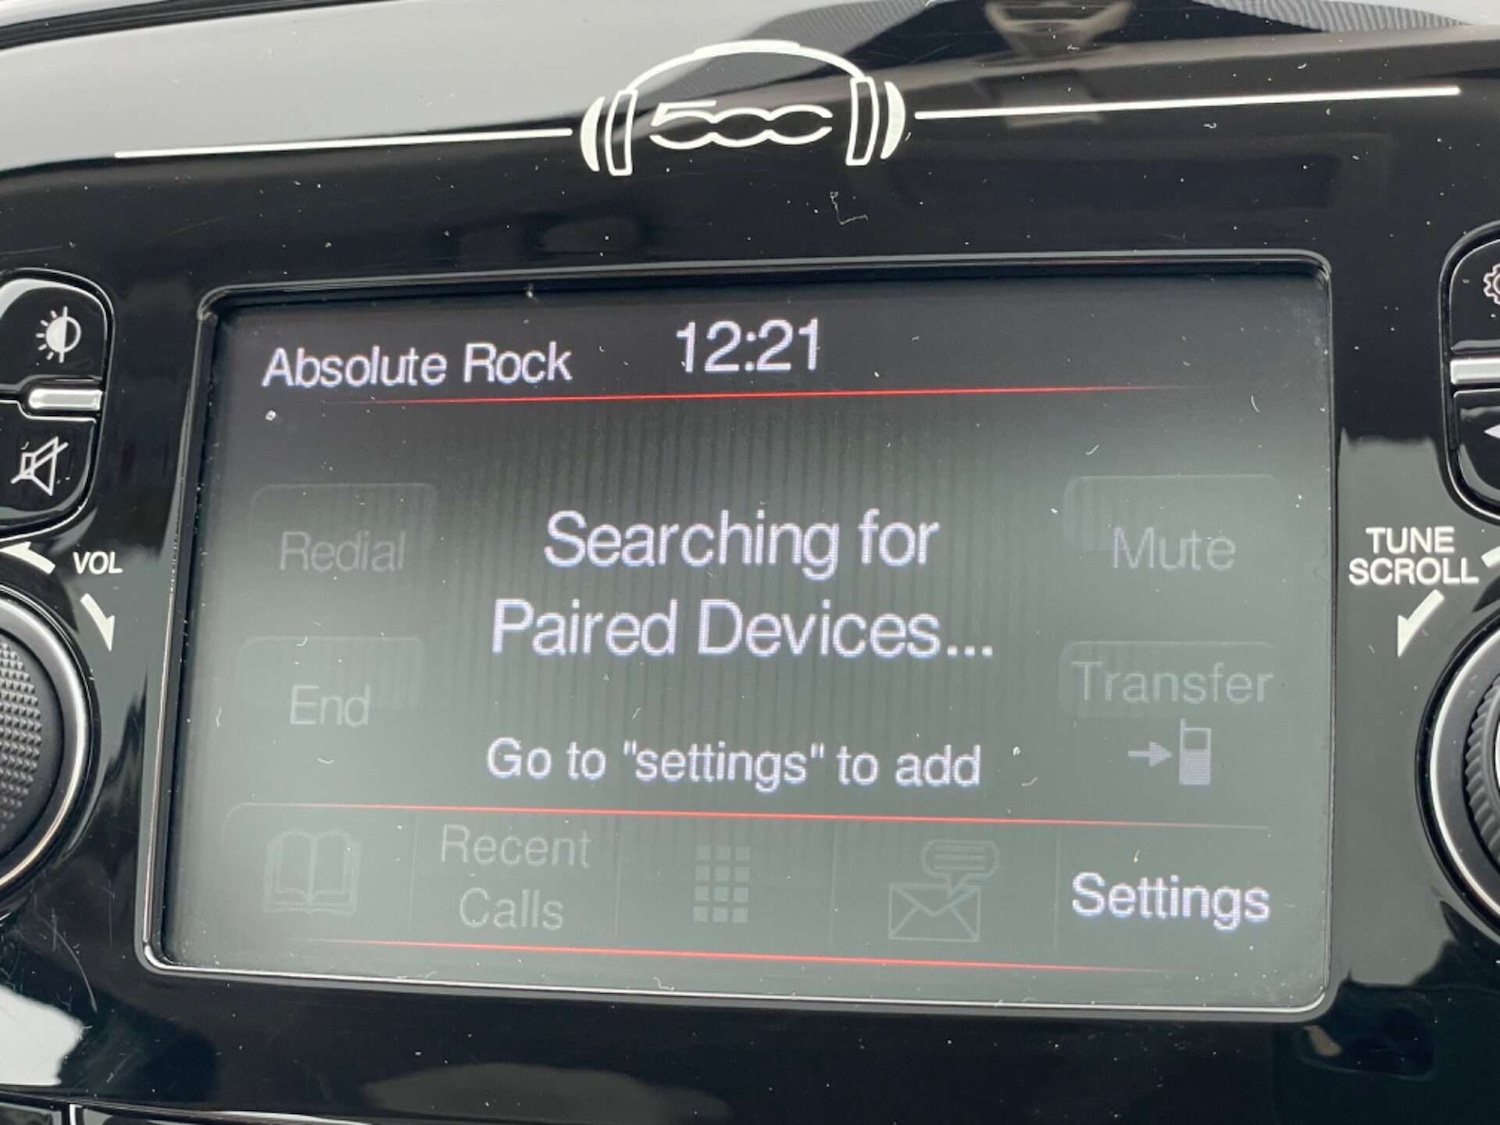 500
Absolute Rock
12:21
Redial
Searching for
Paired Devices...
Mute
End
Transfer
Go to "settings" to add
Recent
Calls
Settings
VOL
TUNE
SCROLL